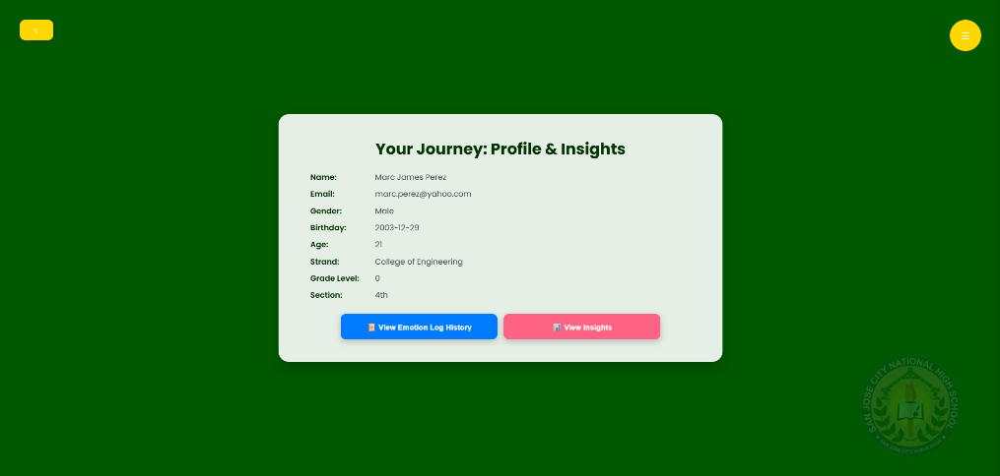 Your Journey: Profile & Insights
Name: Marc James Perez
Email: marc.perez@yahoo.com
Gender: Male
Birthday: 2003-12-29
Age: 21
Strand: College of Engineering
Grade Level: 0
Section: 4th
View Emotion Log History
View Insights
SAN JOSE CITY NATIONAL HIGH SCHOOL